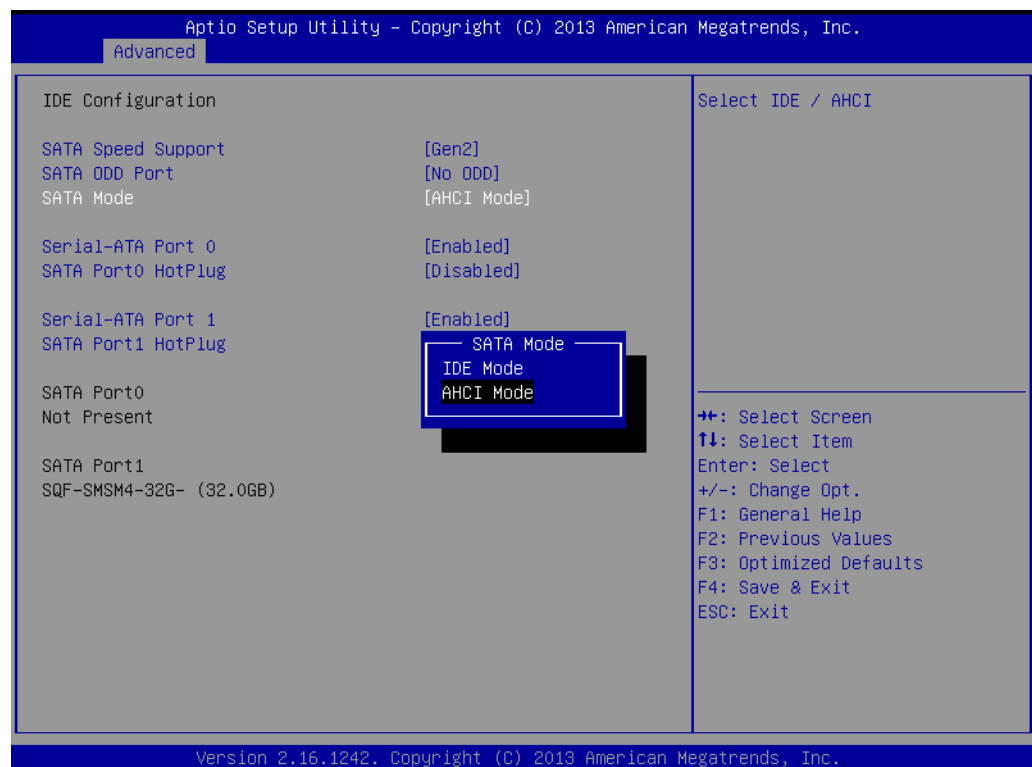 Aptio Setup Utility – Copyright (C) 2013 American Megatrends, Inc.
Advanced
IDE Configuration
SATA Speed Support [Gen2]
SATA ODD Port [No ODD]
SATA Mode [AHCI Mode]
Serial-ATA Port 0 [Enabled]
SATA Port0 HotPlug [Disabled]
Serial-ATA Port 1 [Enabled]
SATA Port1 HotPlug
SATA Mode
IDE Mode
AHCI Mode
SATA Port0
Not Present
SATA Port1
SQF-SMSM4-32G- (32.0GB)
Select IDE / AHCI
→←: Select Screen
↑↓: Select Item
Enter: Select
+/-: Change Opt.
F1: General Help
F2: Previous Values
F3: Optimized Defaults
F4: Save & Exit
ESC: Exit
Version 2.16.1242. Copyright (C) 2013 American Megatrends, Inc.